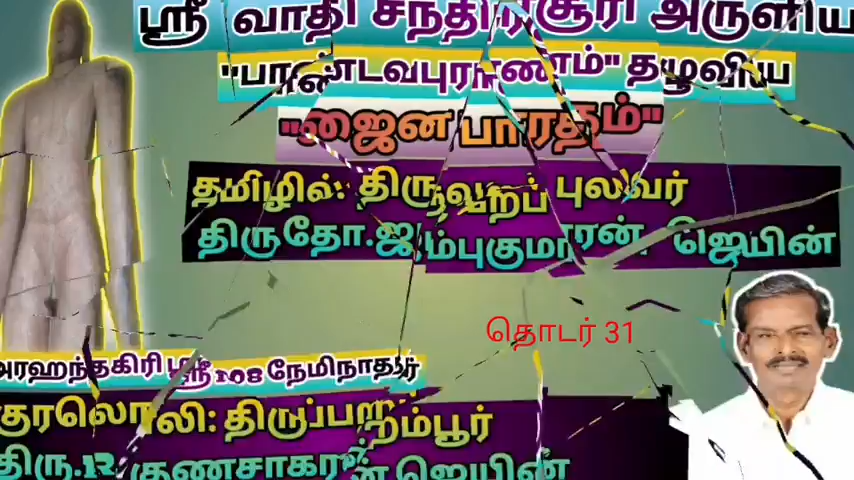 ஸ்ரீ வாதி சந்திரசூரி அருளிய
"பாண்டவபுராணம்" தழுவிய
"ஜைன பாரதம்"
தமிழில்: திருவறப் புலவர்
திருதோ.ஜம்புகுமாரன் ஜெயின்
தொடர் 31
அரஹந்தகிரி ஸ்ரீ 108 நேமிநாதர்
குரலொலி: திருப்பறம்பூர்
திரு.R. குணசாகரன் ஜெயின்